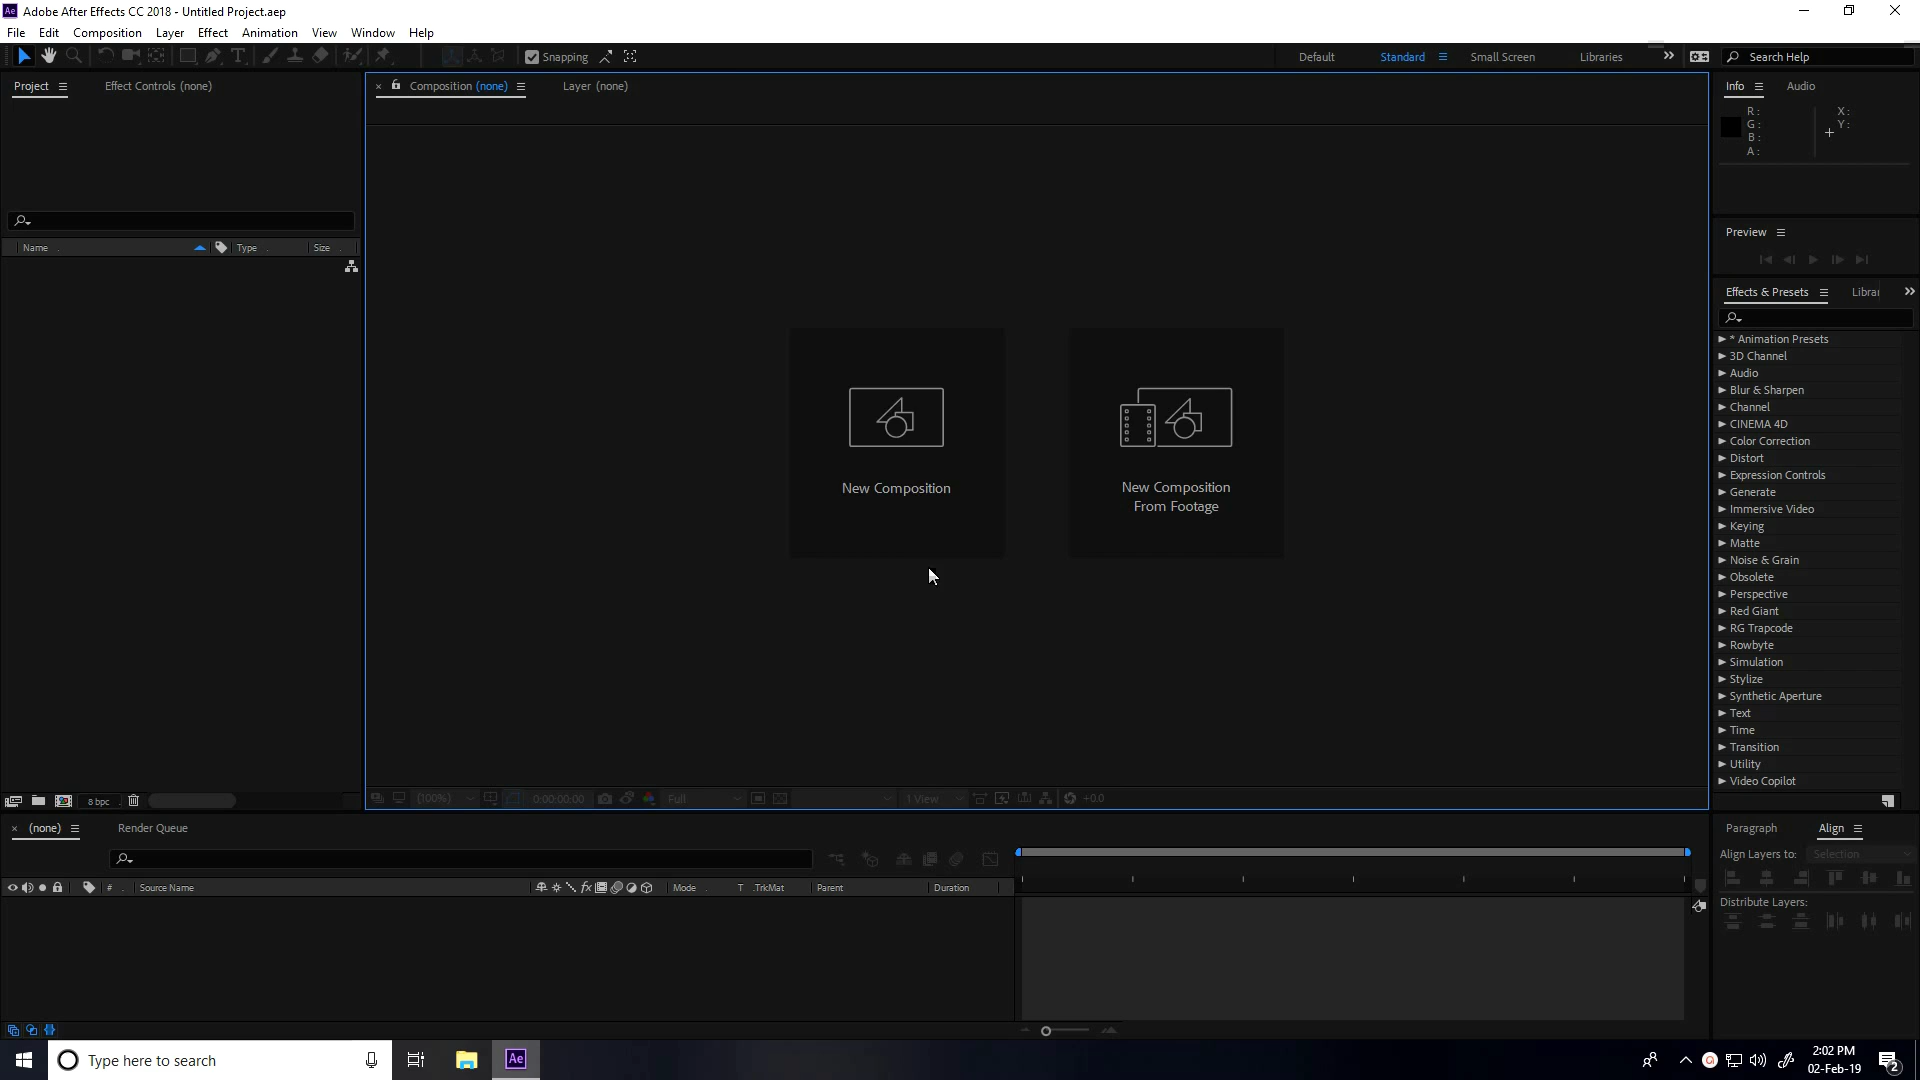 Adobe After Effects CC 2018 - Untitled Project.aep
File Edit Composition Layer Effect Animation View Window Help
Snapping
Default Standard Small Screen Libraries
Search Help
Project Effect Controls (none)
Composition (none) Layer (none)
Info Audio
R :
G :
B :
A :
X :
Y :
Name Type Size
Preview
Effects & Presets Librar
* Animation Presets
3D Channel
Audio
Blur & Sharpen
Channel
CINEMA 4D
Color Correction
Distort
Expression Controls
Generate
Immersive Video
Keying
Matte
Noise & Grain
Obsolete
Perspective
Red Giant
RG Trapcode
Rowbyte
Simulation
Stylize
Synthetic Aperture
Text
Time
Transition
Utility
Video Copilot
New Composition
New Composition
From Footage
8 bpc
(100%) 0:00:00:00 Full 1 View +0.0
(none) Render Queue
# Source Name Mode T .TrkMat Parent Duration
Paragraph Align
Align Layers to: Selection
Distribute Layers:
Ae
Type here to search
Ae
2:02 PM
02-Feb-19
2